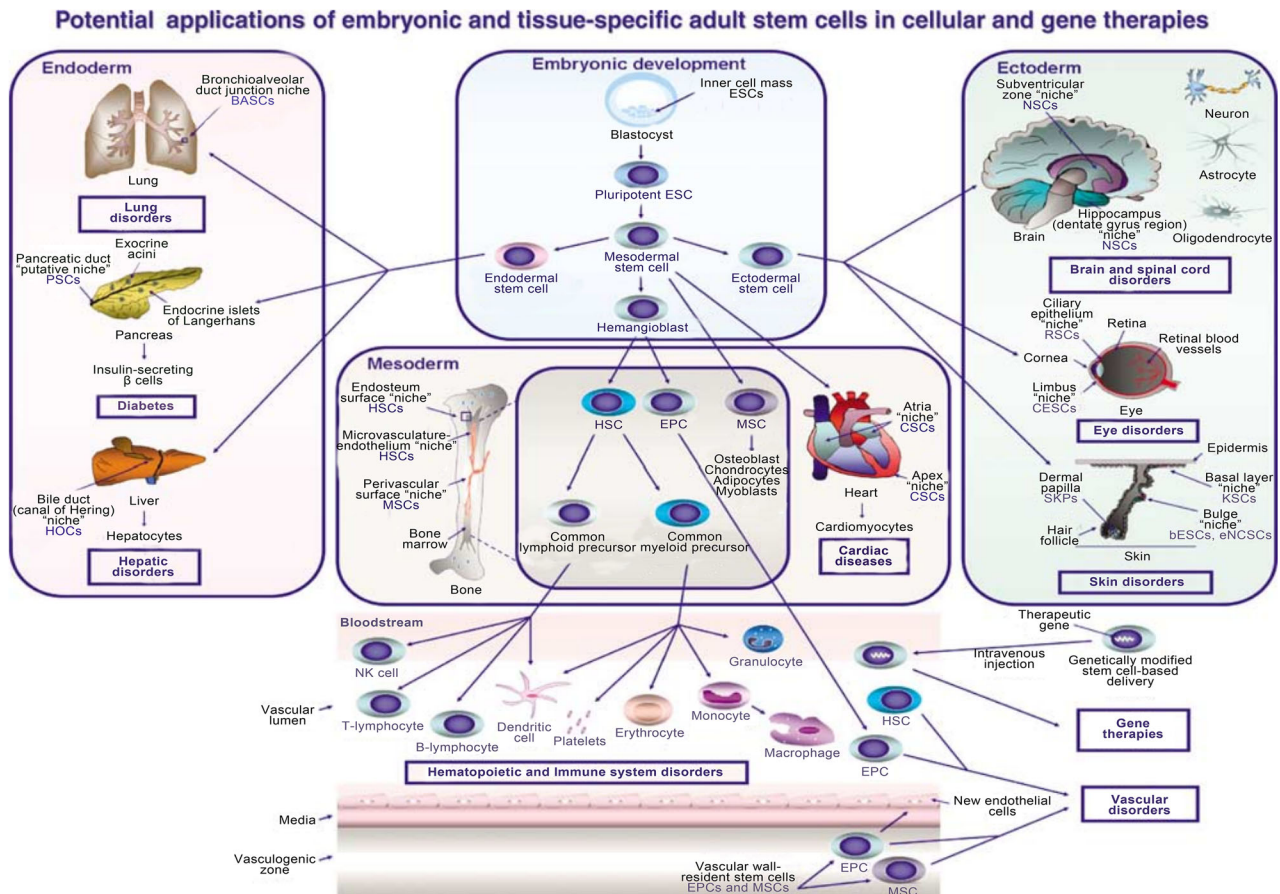 Potential applications of embryonic and tissue-specific adult stem cells in cellular and gene therapies
Endoderm
Bronchioalveolar
duct junction niche
BASCs
Lung
Lung
disorders
Exocrine
acini
Pancreatic duct
“putative niche”
PSCs
Endocrine islets
of Langerhans
Pancreas
Insulin-secreting
β cells
Diabetes
Bile duct
(canal of Hering)
“niche”
HOCs
Liver
Hepatocytes
Hepatic
disorders
Embryonic development
Inner cell mass
ESCs
Blastocyst
Pluripotent ESC
Mesodermal
stem cell
Endodermal
stem cell
Ectodermal
stem cell
Hemangioblast
Mesoderm
Endosteum
surface “niche”
HSCs
Microvasculature-
endothelium “niche”
HSCs
Perivascular
surface “niche”
MSCs
Bone
marrow
Bone
HSC
EPC
MSC
Osteoblast
Chondrocytes
Adipocytes
Myoblasts
Common
lymphoid precursor
Common
myeloid precursor
Atria
“niche”
CSCs
Apex
“niche”
CSCs
Heart
Cardiomyocytes
Cardiac
diseases
Ectoderm
Subventricular
zone “niche”
NSCs
Neuron
Astrocyte
Oligodendrocyte
Hippocampus
(dentate gyrus region)
“niche”
NSCs
Brain
Brain and spinal cord
disorders
Ciliary
epithelium
“niche”
RSCs
Retina
Retinal blood
vessels
Cornea
Limbus
“niche”
CESCs
Eye
Eye disorders
Epidermis
Dermal
papilla
SKPs
Basal layer
“niche”
KSCs
Bulge
“niche”
bESCs, eNCSCs
Hair
follicle
Skin
Skin disorders
Bloodstream
NK cell
Granulocyte
Vascular
lumen
T-lymphocyte
B-lymphocyte
Dendritic
cell
Platelets
Erythrocyte
Monocyte
Macrophage
Hematopoietic and Immune system disorders
Therapeutic
gene
Intravenous
injection
Genetically modified
stem cell-based
delivery
HSC
EPC
Gene
therapies
Vascular
disorders
New endothelial
cells
Media
Vasculogenic
zone
Vascular wall-
resident stem cells
EPCs and MSCs
EPC
MSC